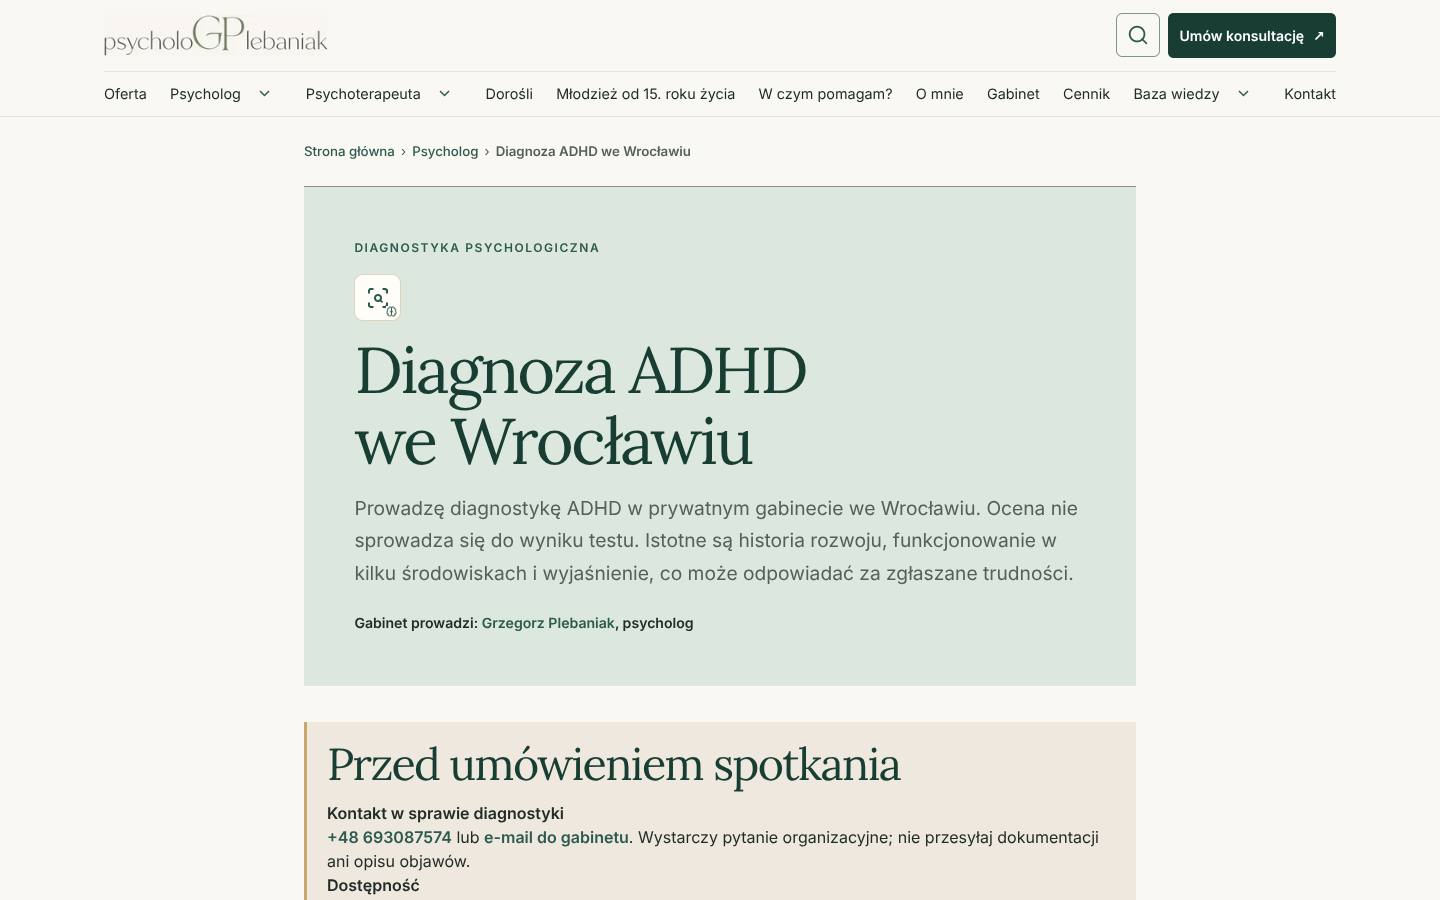 psycholoGPlebaniak
Umów konsultację ↗
Oferta Psycholog Psychoterapeuta Dorośli Młodzież od 15. roku życia W czym pomagam? O mnie Gabinet Cennik Baza wiedzy Kontakt
Strona główna › Psycholog › Diagnoza ADHD we Wrocławiu
DIAGNOSTYKA PSYCHOLOGICZNA
Diagnoza ADHD
we Wrocławiu
Prowadzę diagnostykę ADHD w prywatnym gabinecie we Wrocławiu. Ocena nie
sprowadza się do wyniku testu. Istotne są historia rozwoju, funkcjonowanie w
kilku środowiskach i wyjaśnienie, co może odpowiadać za zgłaszane trudności.
Gabinet prowadzi: Grzegorz Plebaniak, psycholog
Przed umówieniem spotkania
Kontakt w sprawie diagnostyki
+48 693087574 lub e-mail do gabinetu. Wystarczy pytanie organizacyjne; nie przesyłaj dokumentacji
ani opisu objawów.
Dostępność